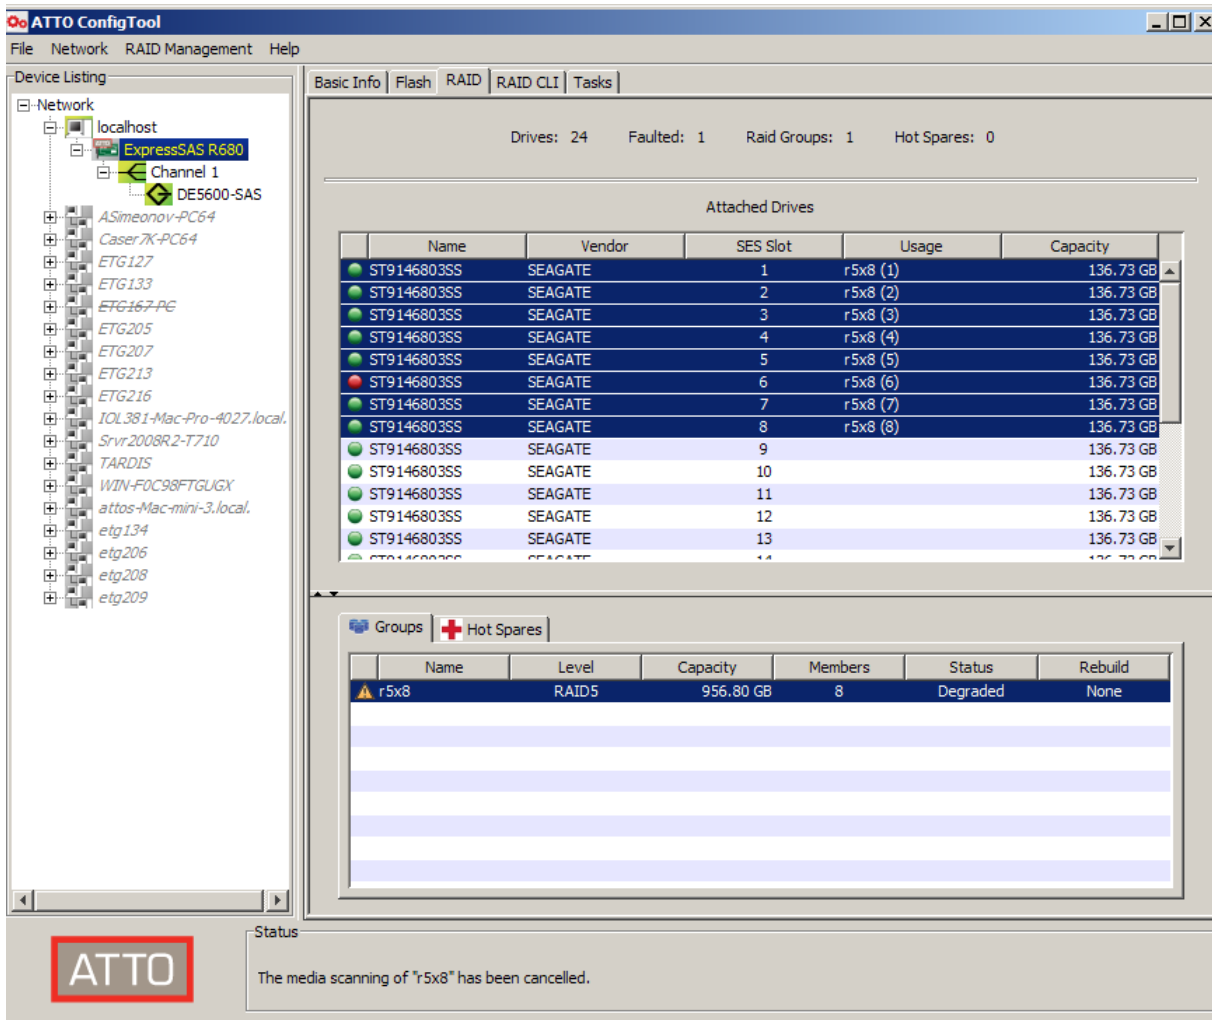 ATTO ConfigTool
File Network RAID Management Help
Device Listing
Network
localhost
ExpressSAS R680
Channel 1
DE5600-SAS
ASimeonov-PC64
Caser7K-PC64
ETG127
ETG133
ETG167-PC
ETG205
ETG207
ETG213
ETG216
IOL381-Mac-Pro-4027.local.
Srvr2008R2-T710
TARDIS
WIN-F0C98FTGUGX
attos-Mac-mini-3.local.
etg134
etg206
etg208
etg209
Basic Info Flash RAID RAID CLI Tasks
Drives: 24 Faulted: 1 Raid Groups: 1 Hot Spares: 0
Attached Drives
Name Vendor SES Slot Usage Capacity
ST9146803SS SEAGATE 1 r5x8 (1) 136.73 GB
ST9146803SS SEAGATE 2 r5x8 (2) 136.73 GB
ST9146803SS SEAGATE 3 r5x8 (3) 136.73 GB
ST9146803SS SEAGATE 4 r5x8 (4) 136.73 GB
ST9146803SS SEAGATE 5 r5x8 (5) 136.73 GB
ST9146803SS SEAGATE 6 r5x8 (6) 136.73 GB
ST9146803SS SEAGATE 7 r5x8 (7) 136.73 GB
ST9146803SS SEAGATE 8 r5x8 (8) 136.73 GB
ST9146803SS SEAGATE 9 136.73 GB
ST9146803SS SEAGATE 10 136.73 GB
ST9146803SS SEAGATE 11 136.73 GB
ST9146803SS SEAGATE 12 136.73 GB
ST9146803SS SEAGATE 13 136.73 GB
Groups Hot Spares
Name Level Capacity Members Status Rebuild
r5x8 RAID5 956.80 GB 8 Degraded None
ATTO
Status
The media scanning of "r5x8" has been cancelled.